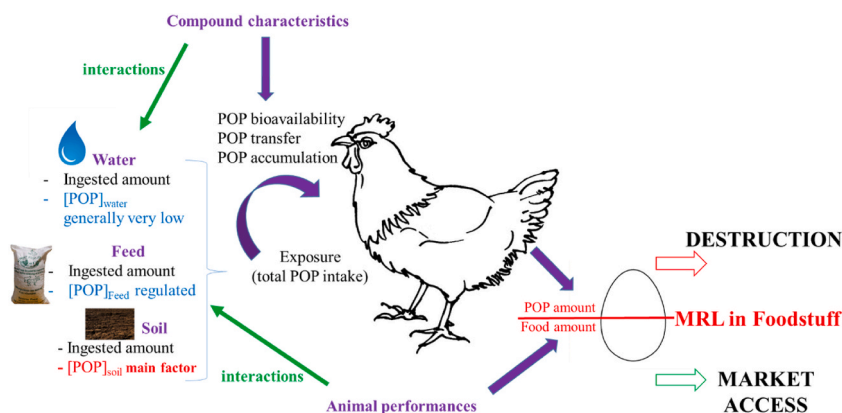 Compound characteristics
interactions
POP bioavailability
POP transfer
POP accumulation
Water
- Ingested amount
- [POP]water
generally very low
Feed
- Ingested amount
- [POP]Feed regulated
Soil
- Ingested amount
- [POP]soil main factor
Exposure
(total POP intake)
interactions
Animal performances
POP amount
Food amount
DESTRUCTION
MRL in Foodstuff
MARKET
ACCESS